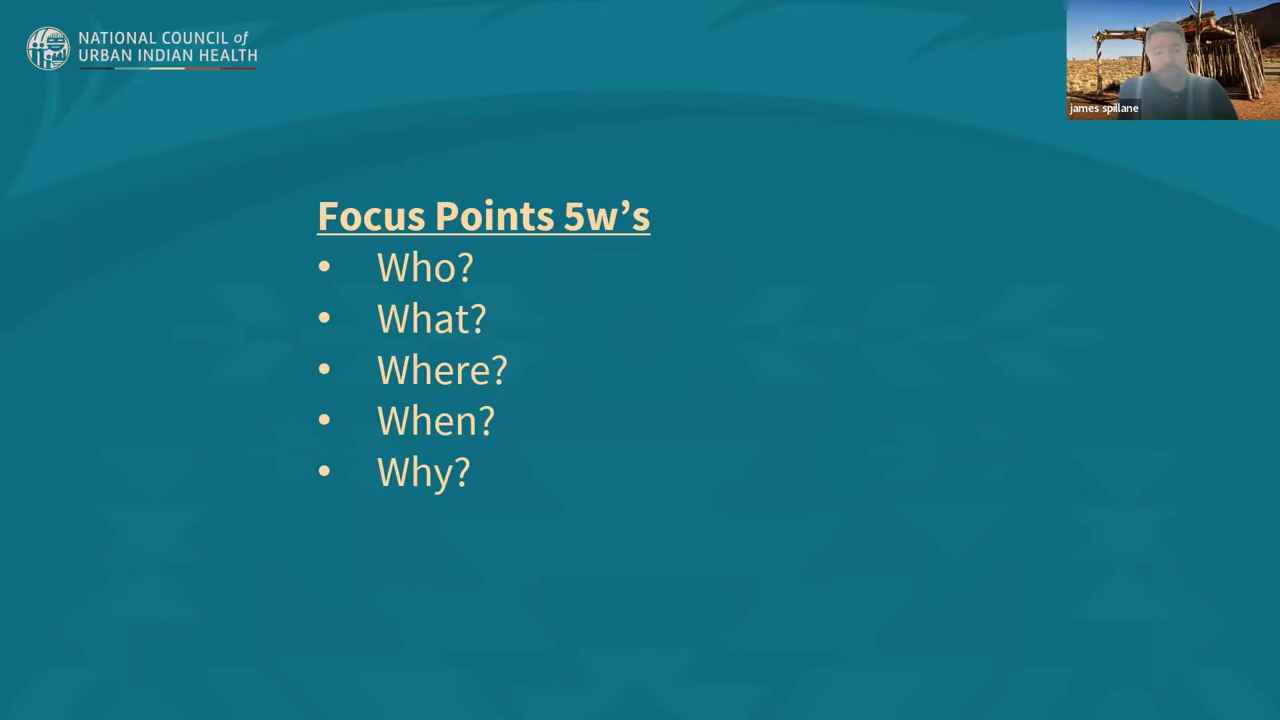 NATIONAL COUNCIL of
URBAN INDIAN HEALTH
james spillane
Focus Points 5w’s
• Who?
• What?
• Where?
• When?
• Why?